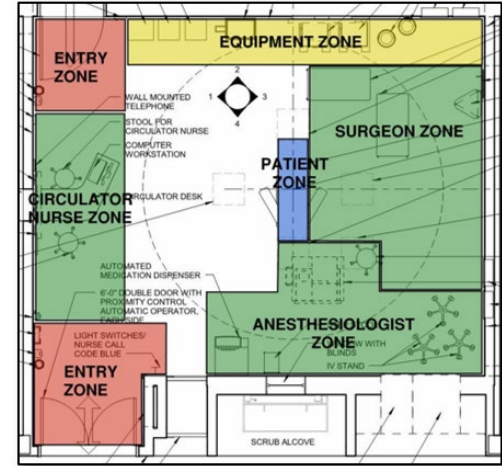 EQUIPMENT ZONE
ENTRY
ZONE
2
1 3
4
WALL MOUNTED
TELEPHONE
STOOL FOR
CIRCULATOR NURSE
COMPUTER
WORKSTATION
SURGEON ZONE
PATIENT
ZONE
CIRCULATOR
NURSE ZONE
CIRCULATOR DESK
AUTOMATED
MEDICATION DISPENSER
6'-0" DOUBLE DOOR WITH
PROXIMITY CONTROL
AUTOMATIC OPERATOR,
EACH SIDE
ANESTHESIOLOGIST
ZONE
LIGHT SWITCHES/
NURSE CALL
CODE BLUE
ENTRY
ZONE
WITH
BLINDS
IV STAND
SCRUB ALCOVE